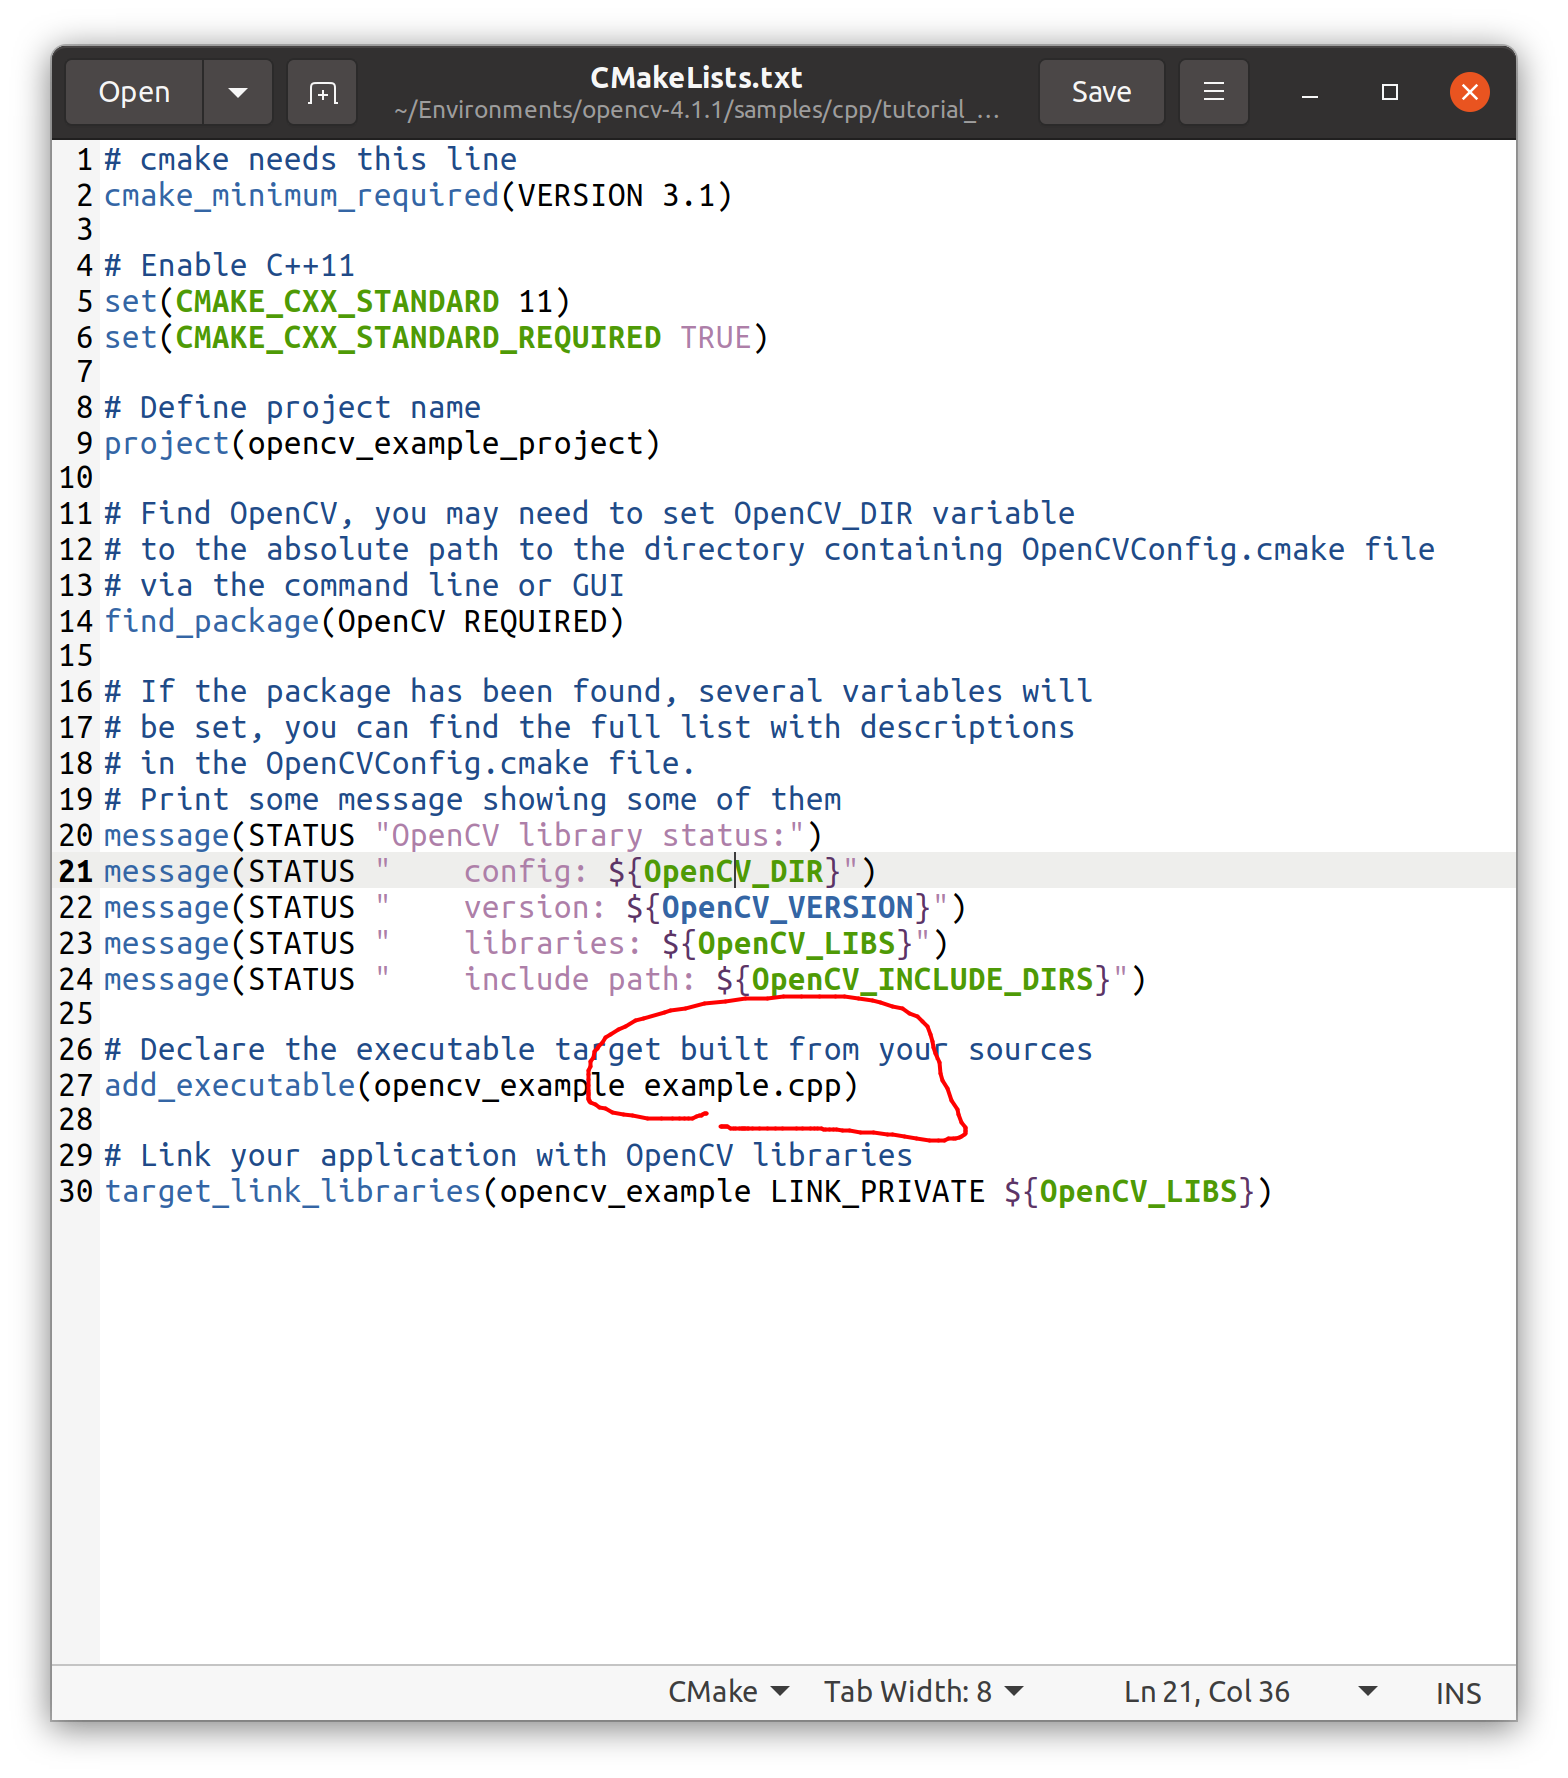 Open
CMakeLists.txt
~/Environments/opencv-4.1.1/samples/cpp/tutorial_...
Save
1 # cmake needs this line
2 cmake_minimum_required(VERSION 3.1)
3
4 # Enable C++11
5 set(CMAKE_CXX_STANDARD 11)
6 set(CMAKE_CXX_STANDARD_REQUIRED TRUE)
7
8 # Define project name
9 project(opencv_example_project)
10
11 # Find OpenCV, you may need to set OpenCV_DIR variable
12 # to the absolute path to the directory containing OpenCVConfig.cmake file
13 # via the command line or GUI
14 find_package(OpenCV REQUIRED)
15
16 # If the package has been found, several variables will
17 # be set, you can find the full list with descriptions
18 # in the OpenCVConfig.cmake file.
19 # Print some message showing some of them
20 message(STATUS "OpenCV library status:")
21 message(STATUS "    config: ${OpenCV_DIR}")
22 message(STATUS "    version: ${OpenCV_VERSION}")
23 message(STATUS "    libraries: ${OpenCV_LIBS}")
24 message(STATUS "    include path: ${OpenCV_INCLUDE_DIRS}")
25
26 # Declare the executable target built from your sources
27 add_executable(opencv_example example.cpp)
28
29 # Link your application with OpenCV libraries
30 target_link_libraries(opencv_example LINK_PRIVATE ${OpenCV_LIBS})
CMake Tab Width: 8 Ln 21, Col 36 INS